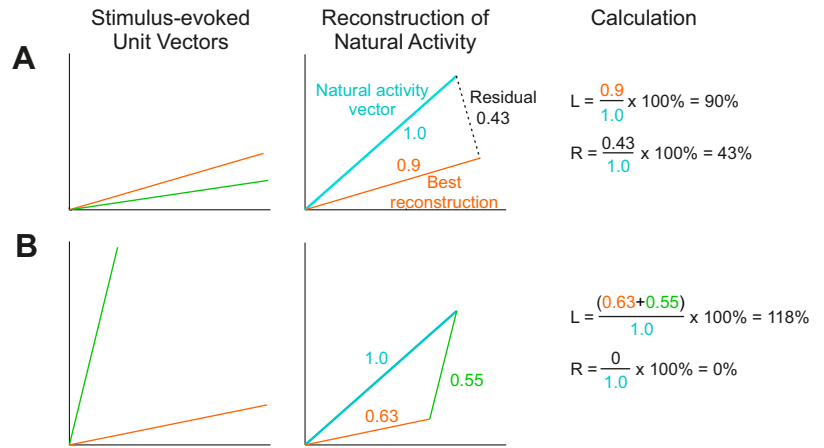 Stimulus-evoked
Unit Vectors
Reconstruction of
Natural Activity
Calculation
A
Natural activity
vector
1.0
Residual
0.43
0.9
Best
reconstruction
L = 0.9/1.0 x 100% = 90%
R = 0.43/1.0 x 100% = 43%
B
1.0
0.55
0.63
L = (0.63+0.55)/1.0 x 100% = 118%
R = 0/1.0 x 100% = 0%